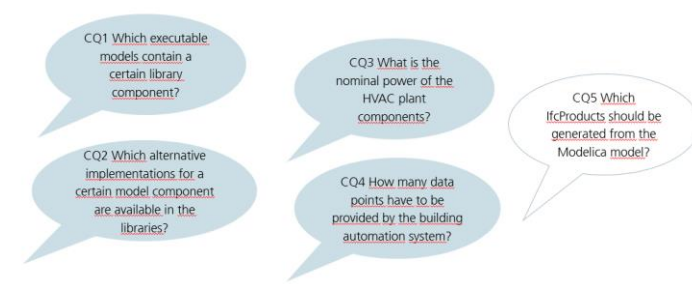 CQ1 Which executable
models contain a
certain library
component?
CQ2 Which alternative
implementations for a
certain model component
are available in the
libraries?
CQ3 What is the
nominal power of the
HVAC plant
components?
CQ4 How many data
points have to be
provided by the building
automation system?
CQ5 Which
IfcProducts should be
generated from the
Modelica model?